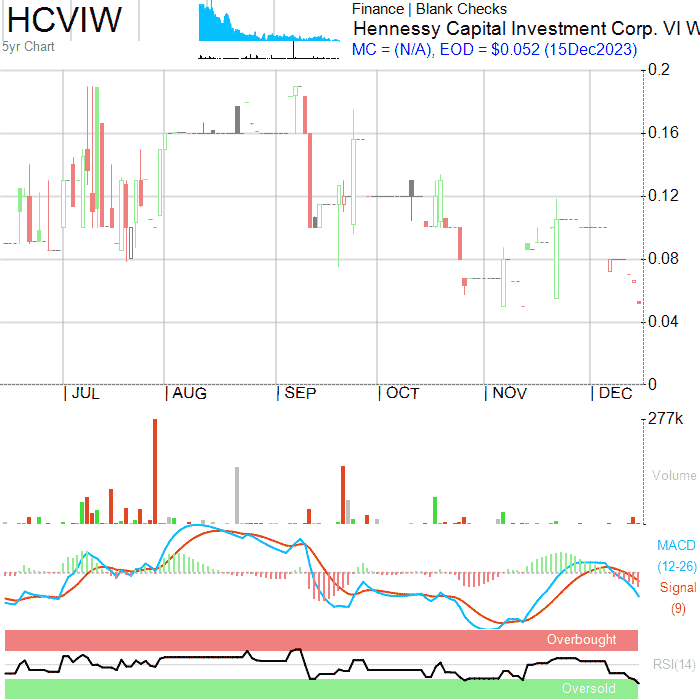 HCVIW
5yr Chart
Finance | Blank Checks
Hennessy Capital Investment Corp. VI W
MC = (N/A), EOD = $0.052 (15Dec2023)
0.2
0.16
0.12
0.08
0.04
0
| JUL | AUG | SEP | OCT | NOV | DEC
277k
Volume
MACD
(12-26)
Signal
(9)
Overbought
RSI(14)
Oversold